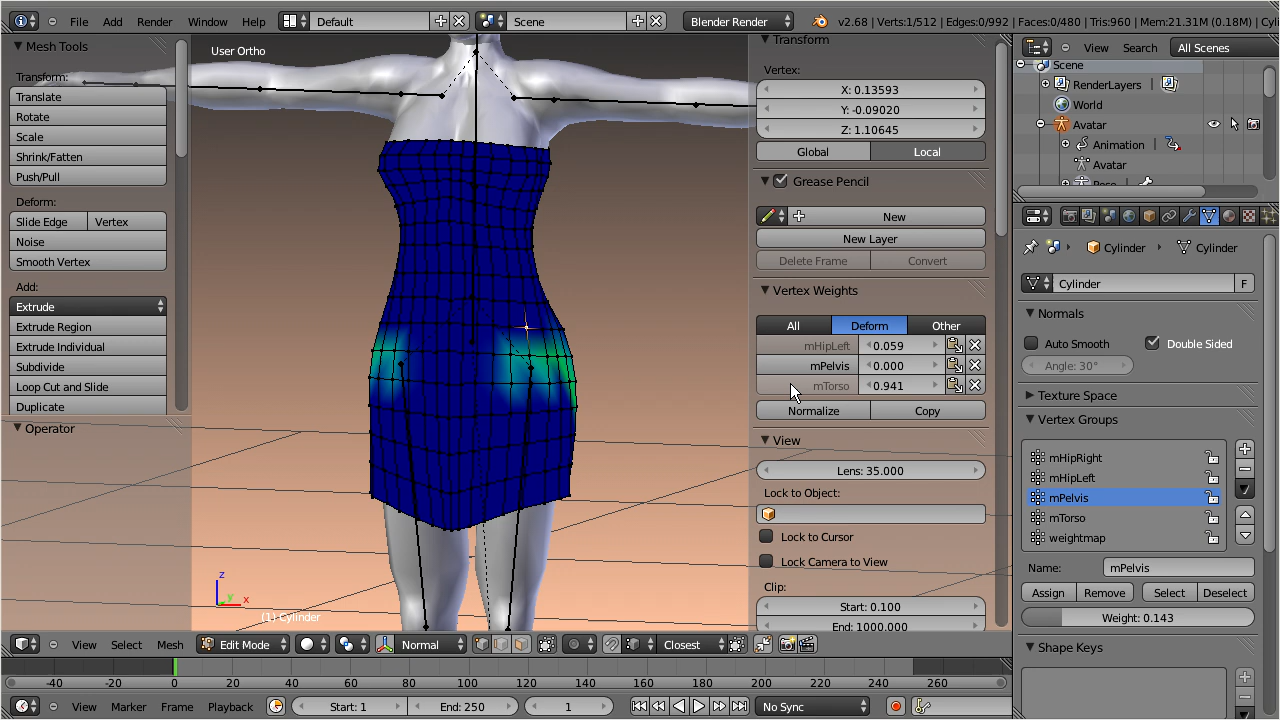 File Add Render Window Help Default Scene Blender Render v2.68 | Verts:1/512 | Edges:0/992 | Faces:0/480 | Tris:960 | Mem:21.31M (0.18M) | Cyli
Mesh Tools
Transform:
Translate
Rotate
Scale
Shrink/Fatten
Push/Pull
Deform:
Slide Edge Vertex
Noise
Smooth Vertex
Add:
Extrude
Extrude Region
Extrude Individual
Subdivide
Loop Cut and Slide
Duplicate
Operator
User Ortho
z
y
x
(1) Cylinder
Transform
Vertex:
X: 0.13593
Y: -0.09020
Z: 1.10645
Global Local
Grease Pencil
New
New Layer
Delete Frame Convert
Vertex Weights
All Deform Other
mHipLeft 0.059
mPelvis 0.000
mTorso 0.941
Normalize Copy
View
Lens: 35.000
Lock to Object:
Lock to Cursor
Lock Camera to View
Clip:
Start: 0.100
End: 1000.000
View Search All Scenes
Scene
RenderLayers
World
Avatar
Animation
Avatar
Pose
Cylinder Cylinder
Cylinder F
Normals
Auto Smooth Double Sided
Angle: 30°
Texture Space
Vertex Groups
mHipRight
mHipLeft
mPelvis
mTorso
weightmap
Name: mPelvis
Assign Remove Select Deselect
Weight: 0.143
Shape Keys
View Select Mesh Edit Mode Normal Closest
-40 -20 0 20 40 60 80 100 120 140 160 180 200 220 240 260
View Marker Frame Playback Start: 1 End: 250 1 No Sync